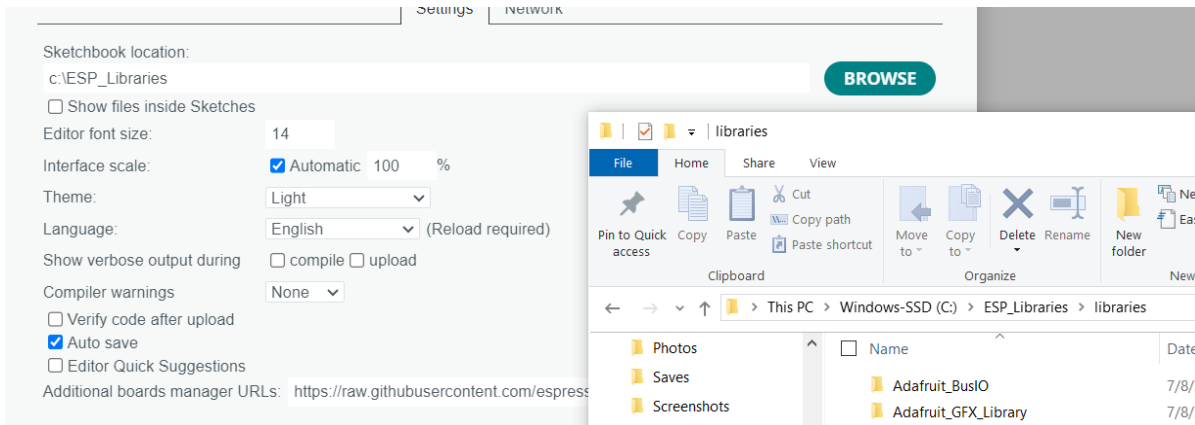 Settings Network
Sketchbook location:
c:\ESP_Libraries
BROWSE
Show files inside Sketches
Editor font size: 14
Interface scale: Automatic 100 %
Theme: Light
Language: English (Reload required)
Show verbose output during compile upload
Compiler warnings None
Verify code after upload
Auto save
Editor Quick Suggestions
Additional boards manager URLs: https://raw.githubusercontent.com/espress
libraries
File Home Share View
Pin to Quick access
Copy
Paste
Cut
Copy path
Paste shortcut
Clipboard
Move to
Copy to
Delete
Rename
Organize
New folder
Ne
Eas
New
This PC > Windows-SSD (C:) > ESP_Libraries > libraries
Photos
Saves
Screenshots
Name Date
Adafruit_BusIO 7/8/
Adafruit_GFX_Library 7/8/